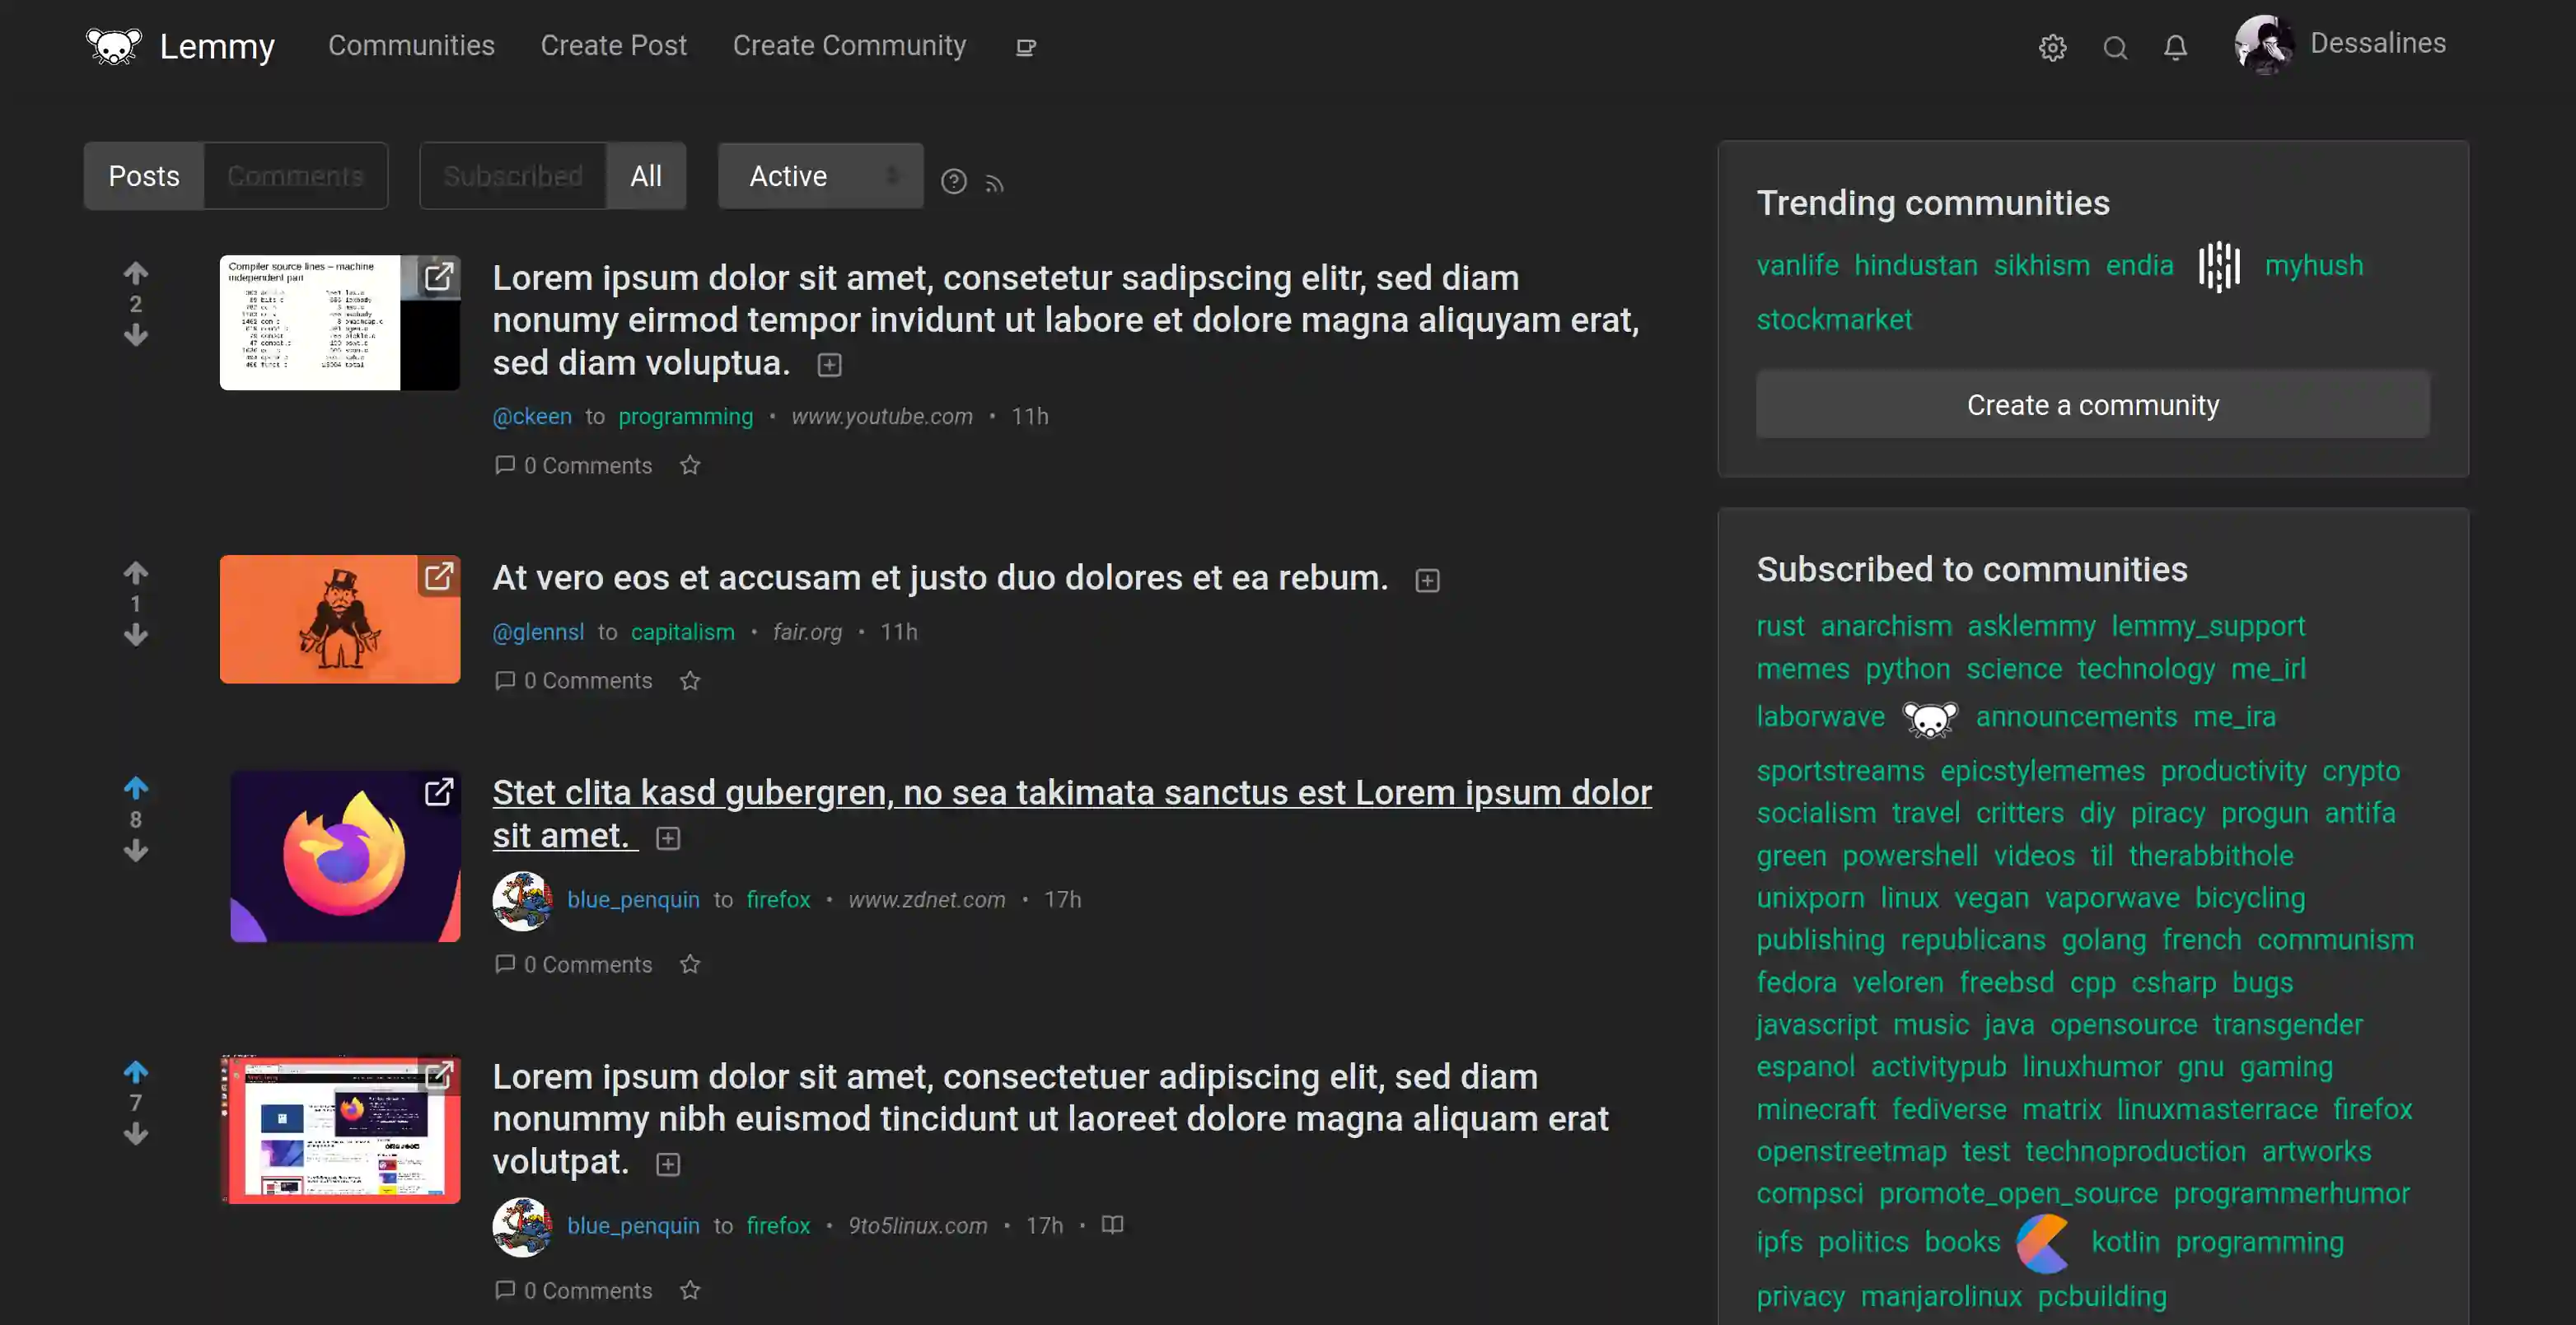 Lemmy Communities Create Post Create Community Dessalines
Posts Comments Subscribed All Active
Compiler source lines – machine
independent part
2
Lorem ipsum dolor sit amet, consetetur sadipscing elitr, sed diam
nonumy eirmod tempor invidunt ut labore et dolore magna aliquyam erat,
sed diam voluptua.
@ckeen to programming • www.youtube.com • 11h
0 Comments
1
At vero eos et accusam et justo duo dolores et ea rebum.
@glennsl to capitalism • fair.org • 11h
0 Comments
8
Stet clita kasd gubergren, no sea takimata sanctus est Lorem ipsum dolor
sit amet.
blue_penquin to firefox • www.zdnet.com • 17h
0 Comments
7
Lorem ipsum dolor sit amet, consectetuer adipiscing elit, sed diam
nonummy nibh euismod tincidunt ut laoreet dolore magna aliquam erat
volutpat.
blue_penquin to firefox • 9to5linux.com • 17h •
0 Comments
Trending communities
vanlife hindustan sikhism endia myhush
stockmarket
Create a community
Subscribed to communities
rust anarchism asklemmy lemmy_support
memes python science technology me_irl
laborwave announcements me_ira
sportstreams epicstylememes productivity crypto
socialism travel critters diy piracy progun antifa
green powershell videos til therabbithole
unixporn linux vegan vaporwave bicycling
publishing republicans golang french communism
fedora veloren freebsd cpp csharp bugs
javascript music java opensource transgender
espanol activitypub linuxhumor gnu gaming
minecraft fediverse matrix linuxmasterrace firefox
openstreetmap test technoproduction artworks
compsci promote_open_source programmerhumor
ipfs politics books kotlin programming
privacy manjarolinux pcbuilding